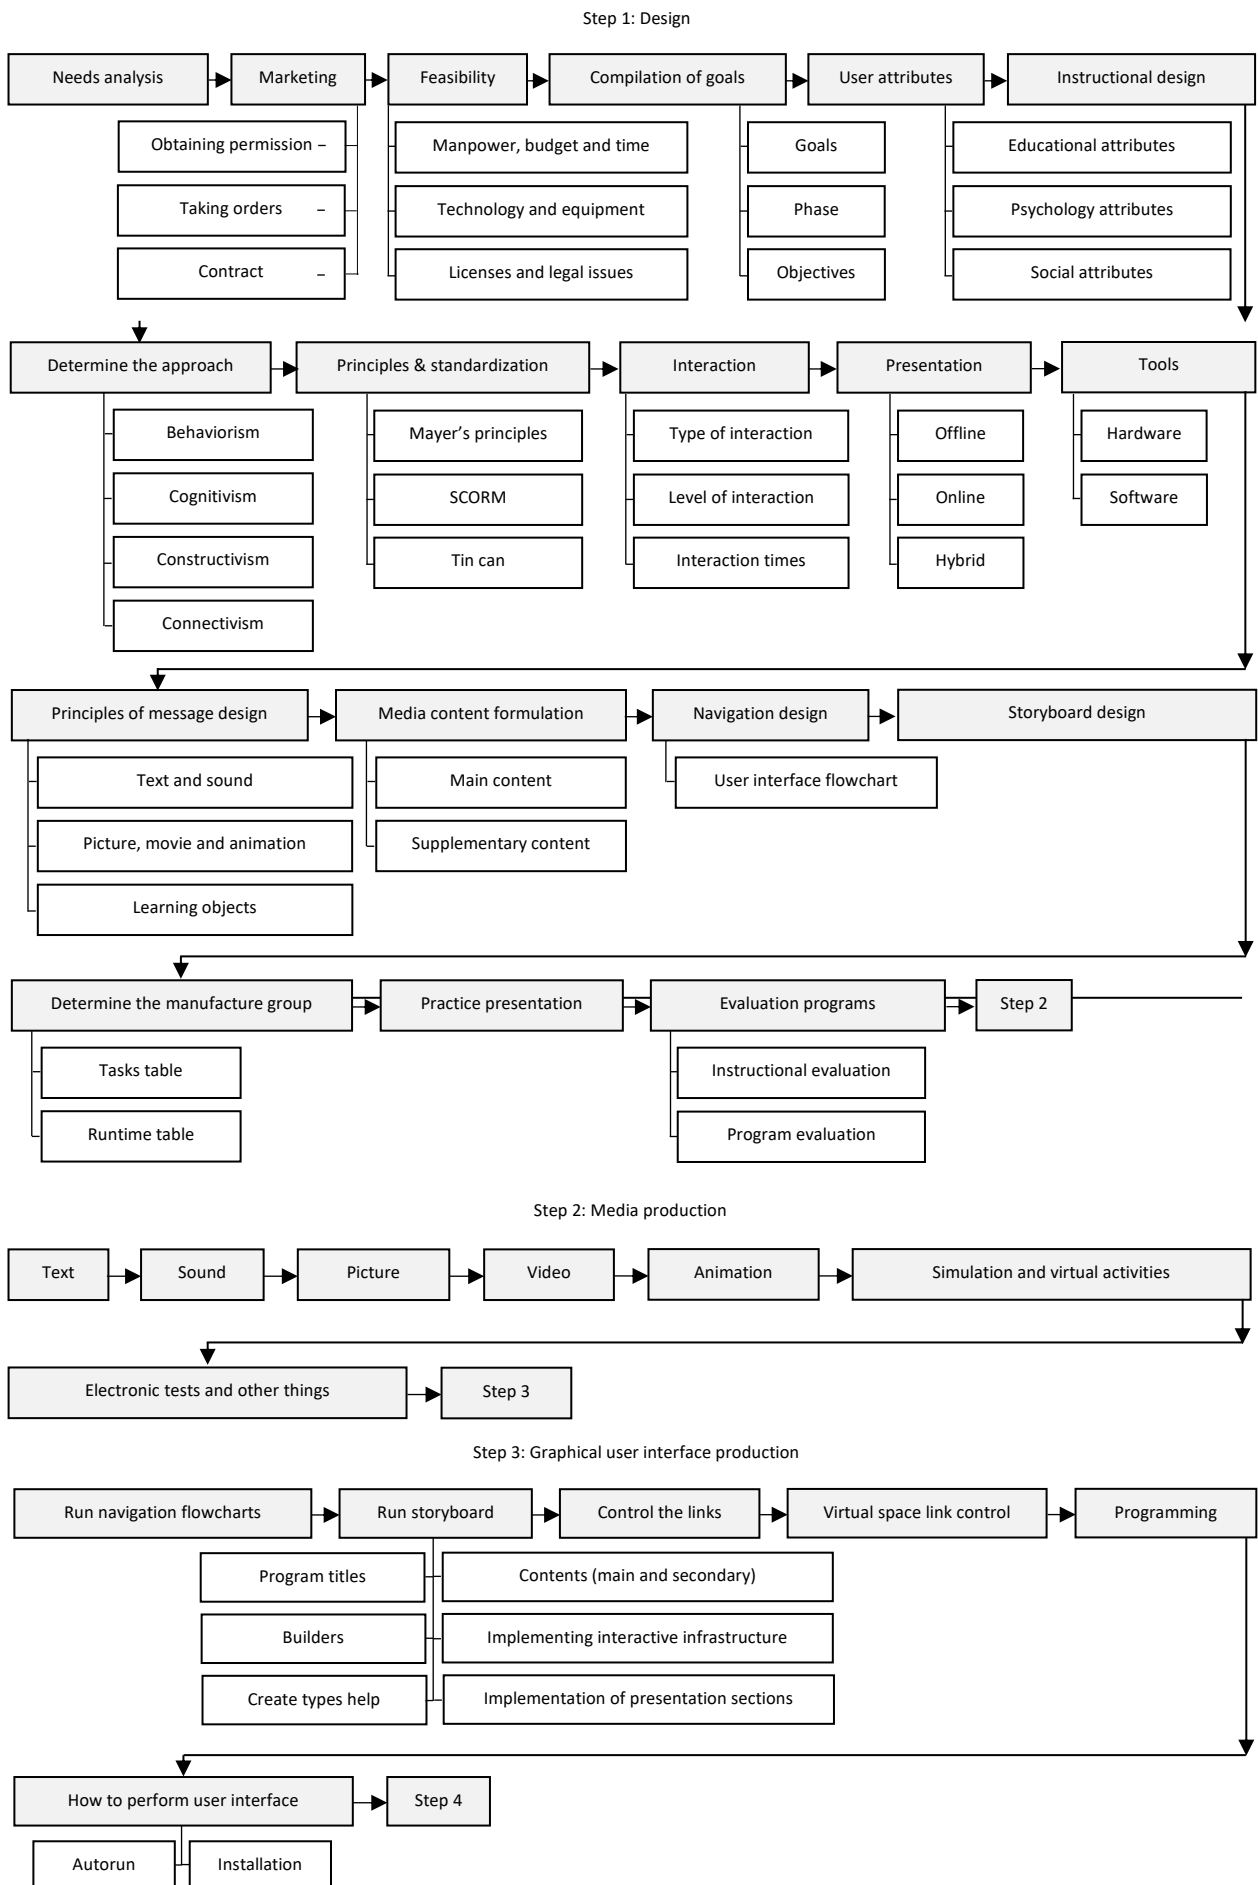 Step 1: Design
Needs analysis
Marketing
Feasibility
Compilation of goals
User attributes
Instructional design
Obtaining permission –
Manpower, budget and time
Goals
Educational attributes
Taking orders –
Technology and equipment
Phase
Psychology attributes
Contract –
Licenses and legal issues
Objectives
Social attributes
Determine the approach
Principles & standardization
Interaction
Presentation
Tools
Behaviorism
Mayer’s principles
Type of interaction
Offline
Hardware
Cognitivism
SCORM
Level of interaction
Online
Software
Constructivism
Tin can
Interaction times
Hybrid
Connectivism
Principles of message design
Media content formulation
Navigation design
Storyboard design
Text and sound
Main content
User interface flowchart
Picture, movie and animation
Supplementary content
Learning objects
Determine the manufacture group
Practice presentation
Evaluation programs
Step 2
Tasks table
Instructional evaluation
Runtime table
Program evaluation
Step 2: Media production
Text
Sound
Picture
Video
Animation
Simulation and virtual activities
Electronic tests and other things
Step 3
Step 3: Graphical user interface production
Run navigation flowcharts
Run storyboard
Control the links
Virtual space link control
Programming
Program titles
Contents (main and secondary)
Builders
Implementing interactive infrastructure
Create types help
Implementation of presentation sections
How to perform user interface
Step 4
Autorun
Installation